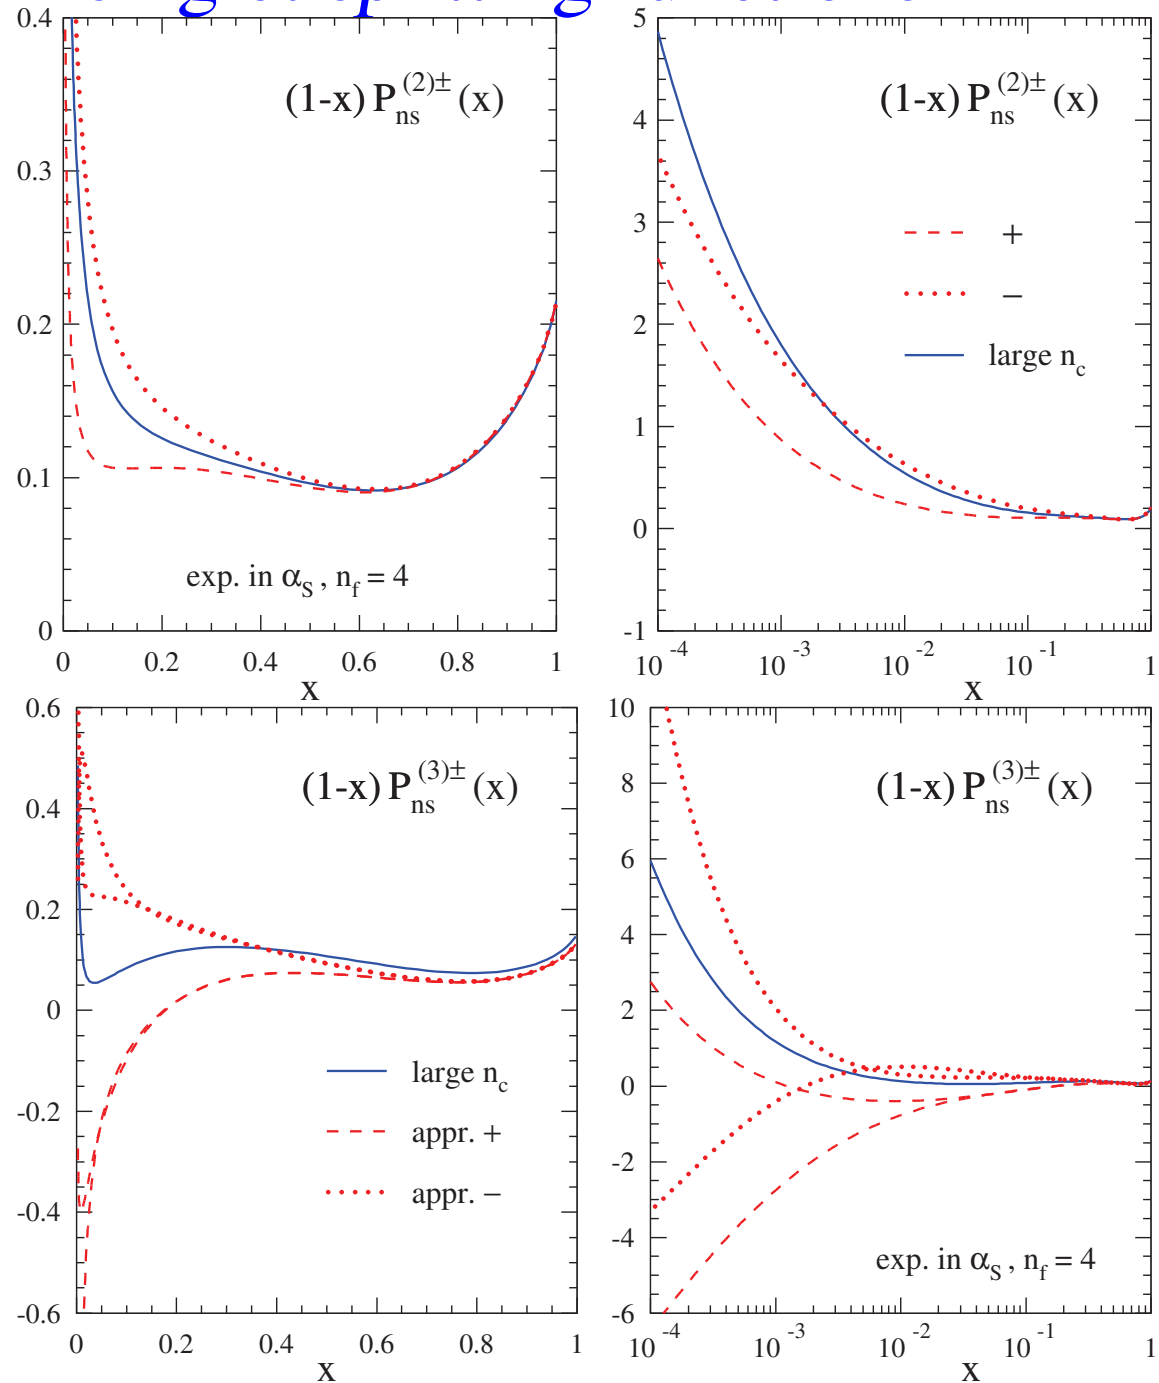 0.4
0.3
0.2
0.1
0
0 0.2 0.4 0.6 0.8 1
x
(1-x) P_ns^(2)± (x)
exp. in α_S , n_f = 4
5
4
3
2
1
0
-1
10^-4 10^-3 10^-2 10^-1 1
x
(1-x) P_ns^(2)± (x)
+
−
large n_c
0.6
0.4
0.2
0
-0.2
-0.4
-0.6
0 0.2 0.4 0.6 0.8 1
x
(1-x) P_ns^(3)± (x)
large n_c
appr. +
appr. −
10
8
6
4
2
0
-2
-4
-6
10^-4 10^-3 10^-2 10^-1 1
x
(1-x) P_ns^(3)± (x)
exp. in α_S , n_f = 4